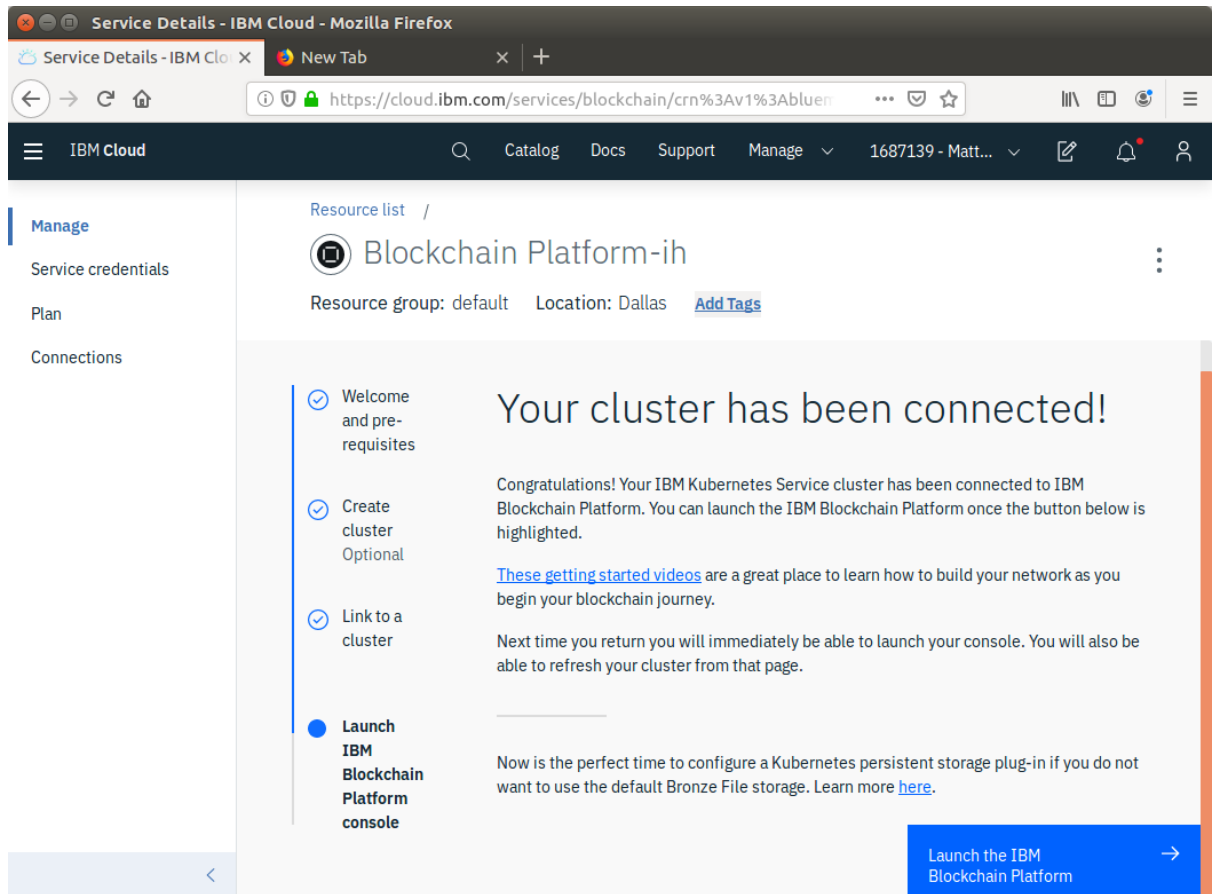 Service Details - IBM Cloud - Mozilla Firefox
Service Details - IBM Clo
New Tab
https://cloud.ibm.com/services/blockchain/crn%3Av1%3Abluem
IBM Cloud
Catalog Docs Support Manage 1687139 - Matt...
Manage
Service credentials
Plan
Connections
Resource list /
Blockchain Platform-ih
Resource group: default Location: Dallas Add Tags
Welcome
and pre-
requisites
Create
cluster
Optional
Link to a
cluster
Launch
IBM
Blockchain
Platform
console
Your cluster has been connected!
Congratulations! Your IBM Kubernetes Service cluster has been connected to IBM
Blockchain Platform. You can launch the IBM Blockchain Platform once the button below is
highlighted.
These getting started videos are a great place to learn how to build your network as you
begin your blockchain journey.
Next time you return you will immediately be able to launch your console. You will also be
able to refresh your cluster from that page.
Now is the perfect time to configure a Kubernetes persistent storage plug-in if you do not
want to use the default Bronze File storage. Learn more here.
Launch the IBM
Blockchain Platform